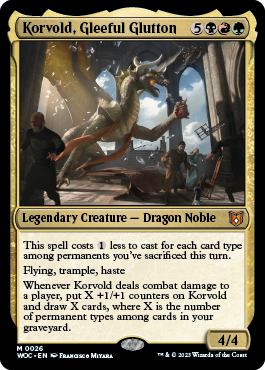 Korvold, Gleeful Glutton 5
Legendary Creature — Dragon Noble
This spell costs 1 less to cast for each card type
among permanents you've sacrificed this turn.
Flying, trample, haste
Whenever Korvold deals combat damage to
a player, put X +1/+1 counters on Korvold
and draw X cards, where X is the number
of permanent types among cards in your
graveyard.
4/4
M 0026
WOC • EN Francisco Miyara
™ & © 2023 Wizards of the Coast